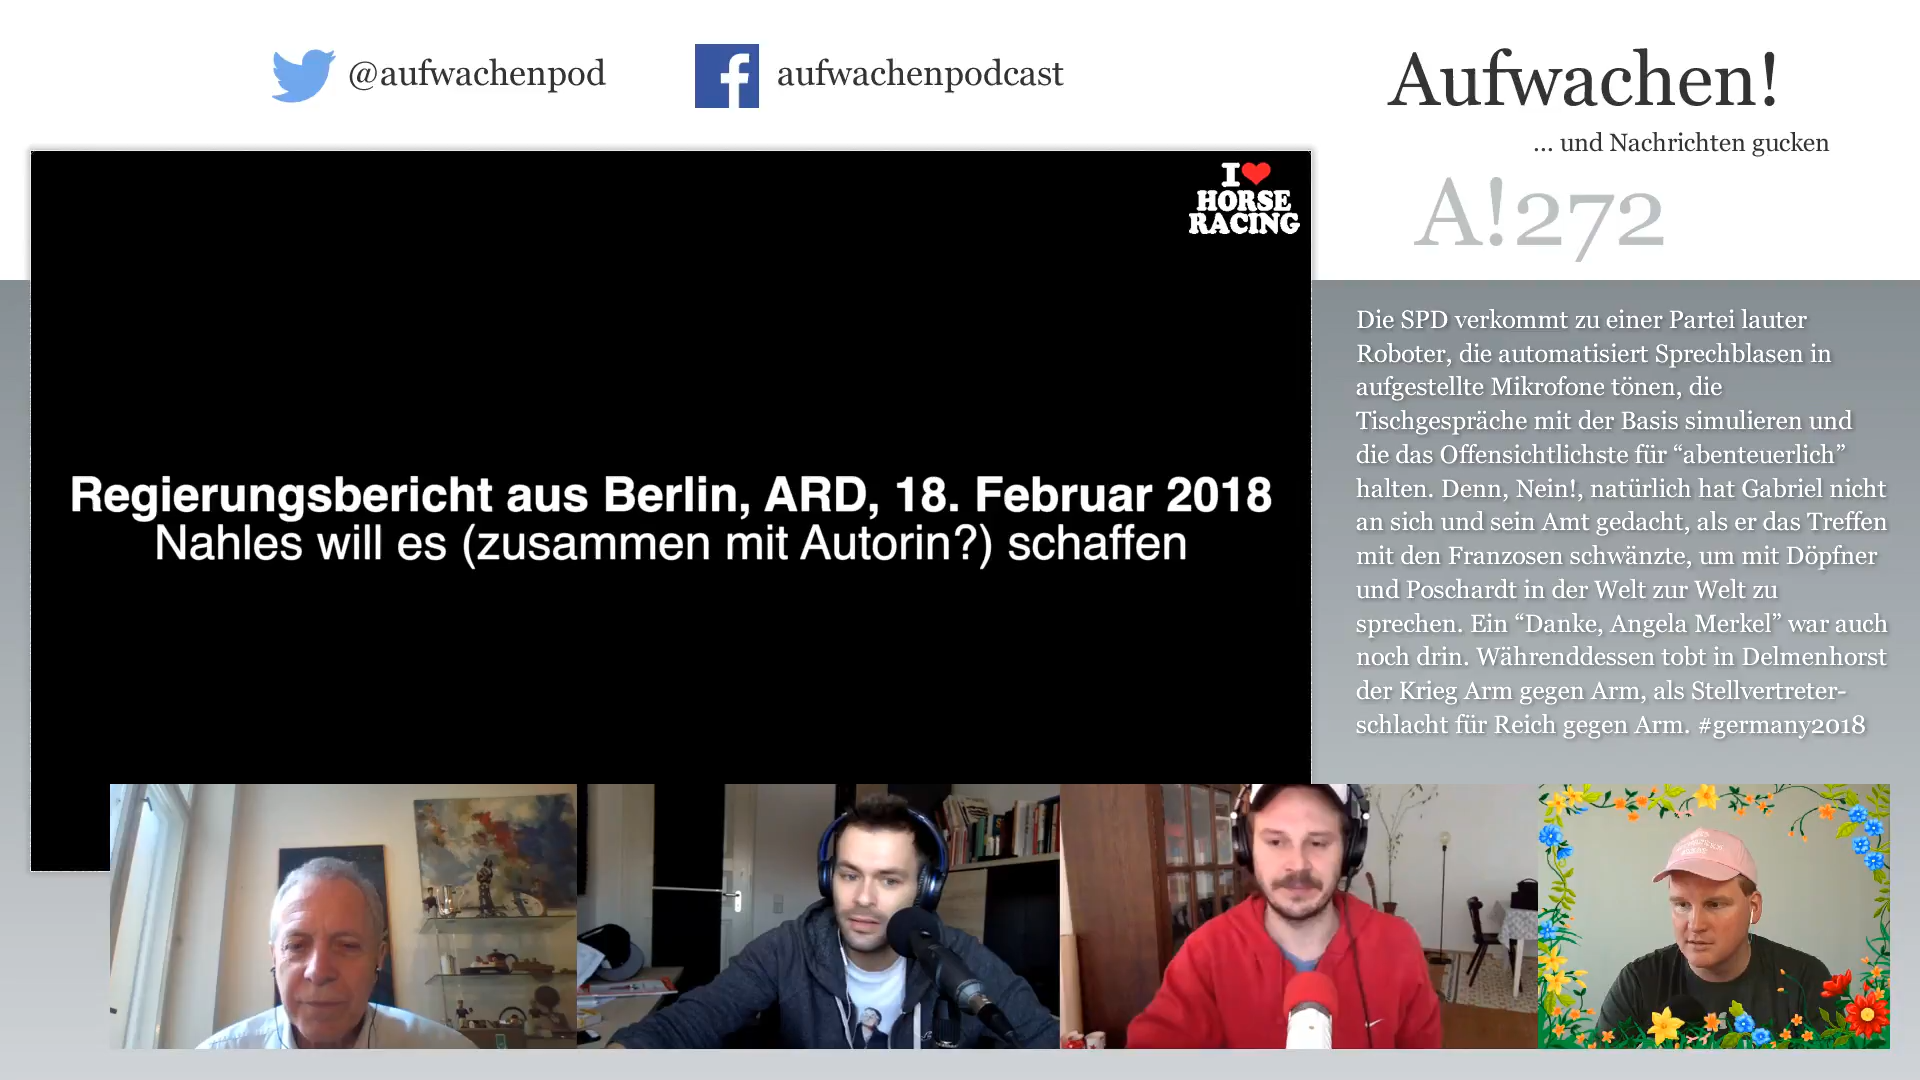 @aufwachenpod
aufwachenpodcast
Aufwachen!
... und Nachrichten gucken
A!272
I
HORSE
RACING
Regierungsbericht aus Berlin, ARD, 18. Februar 2018
Nahles will es (zusammen mit Autorin?) schaffen
Die SPD verkommt zu einer Partei lauter
Roboter, die automatisiert Sprechblasen in
aufgestellte Mikrofone tönen, die
Tischgespräche mit der Basis simulieren und
die das Offensichtlichste für “abenteuerlich”
halten. Denn, Nein!, natürlich hat Gabriel nicht
an sich und sein Amt gedacht, als er das Treffen
mit den Franzosen schwänzte, um mit Döpfner
und Poschardt in der Welt zur Welt zu
sprechen. Ein “Danke, Angela Merkel” war auch
noch drin. Währenddessen tobt in Delmenhorst
der Krieg Arm gegen Arm, als Stellvertreter-
schlacht für Reich gegen Arm. #germany2018